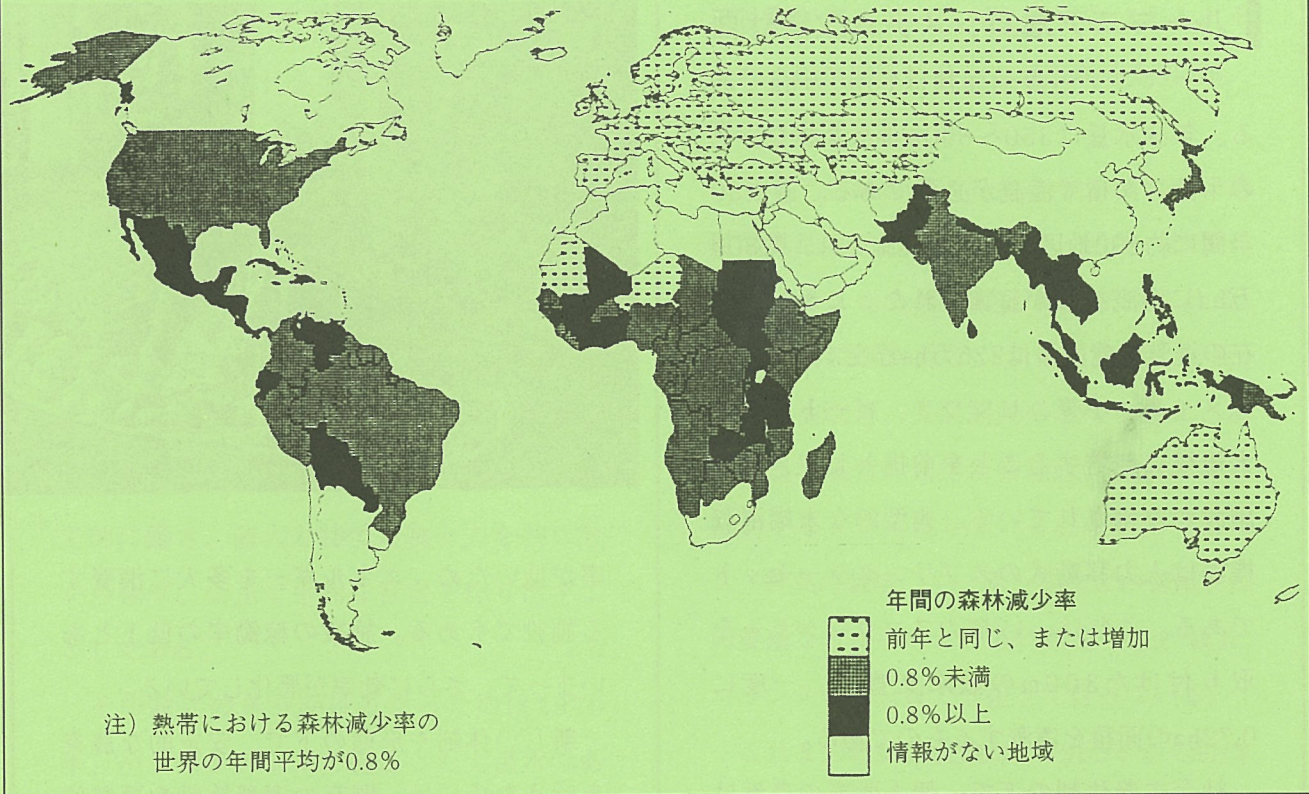 年間の森林減少率
前年と同じ、または増加
0.8%未満
0.8%以上
情報がない地域
注）熱帯における森林減少率の
世界の年間平均が0.8%